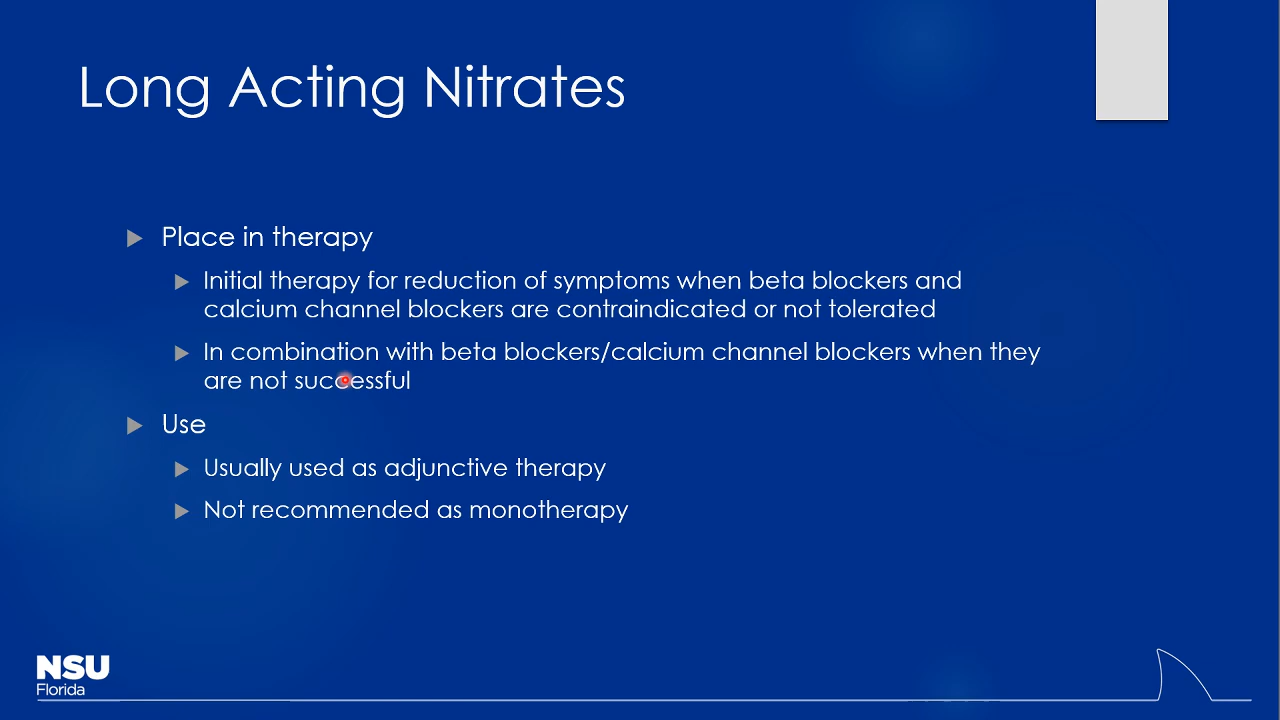 Long Acting Nitrates
Place in therapy
Initial therapy for reduction of symptoms when beta blockers and
calcium channel blockers are contraindicated or not tolerated
In combination with beta blockers/calcium channel blockers when they
are not successful
Use
Usually used as adjunctive therapy
Not recommended as monotherapy
NSU
Florida